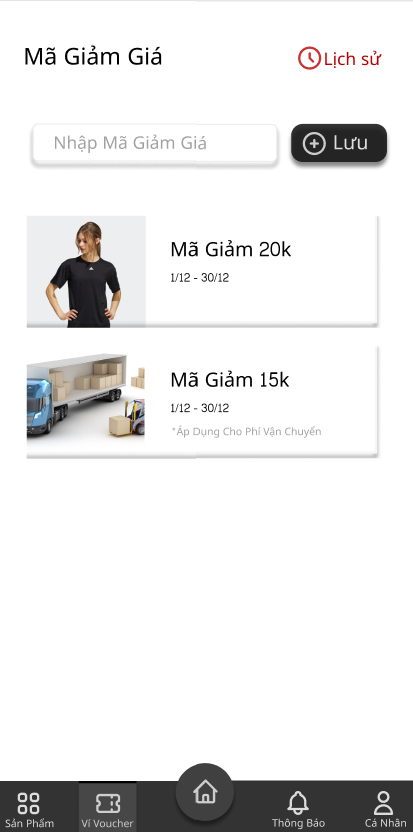 Mã Giảm Giá
Lịch sử
Nhập Mã Giảm Giá
Lưu
Mã Giảm 20k
1/12 - 30/12
Mã Giảm 15k
1/12 - 30/12
*Áp Dụng Cho Phí Vận Chuyển
Sản Phẩm
Ví Voucher
Thông Báo
Cá Nhân